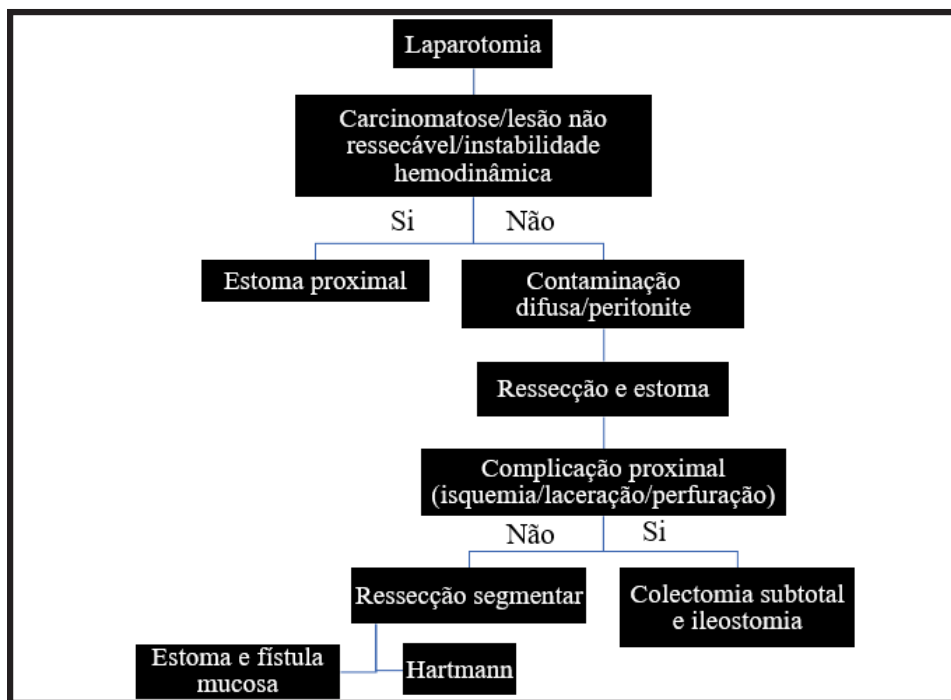 Laparotomia
Carcinomatose/lesão não
ressecável/instabilidade
hemodinâmica
Si
Não
Estoma proximal
Contaminação
difusa/peritonite
Ressecção e estoma
Complicação proximal
(isquemia/laceração/perfuração)
Não
Si
Ressecção segmentar
Colectomia subtotal
e ileostomia
Estoma e fístula
mucosa
Hartmann